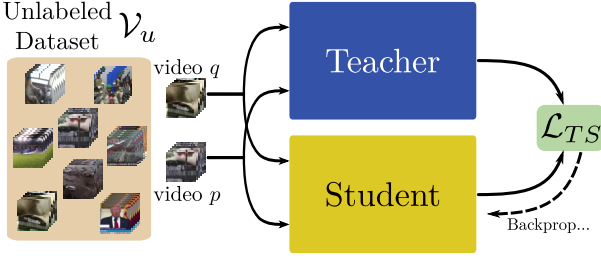 Unlabeled
Dataset 𝒱u
video q
video p
Teacher
Student
ℒTS
Backprop...